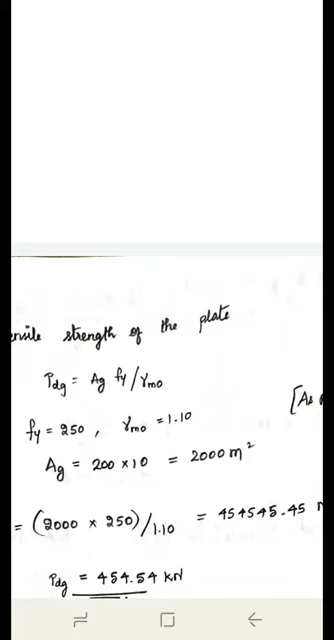 strength of the plate
Pdg = Ag fy/γmo
fy = 250 , γmo = 1.10
Ag = 200 × 10 = 2000 m²
= (2000 × 250)/1.10 = 454545.45
Pdg = 454.54 KN